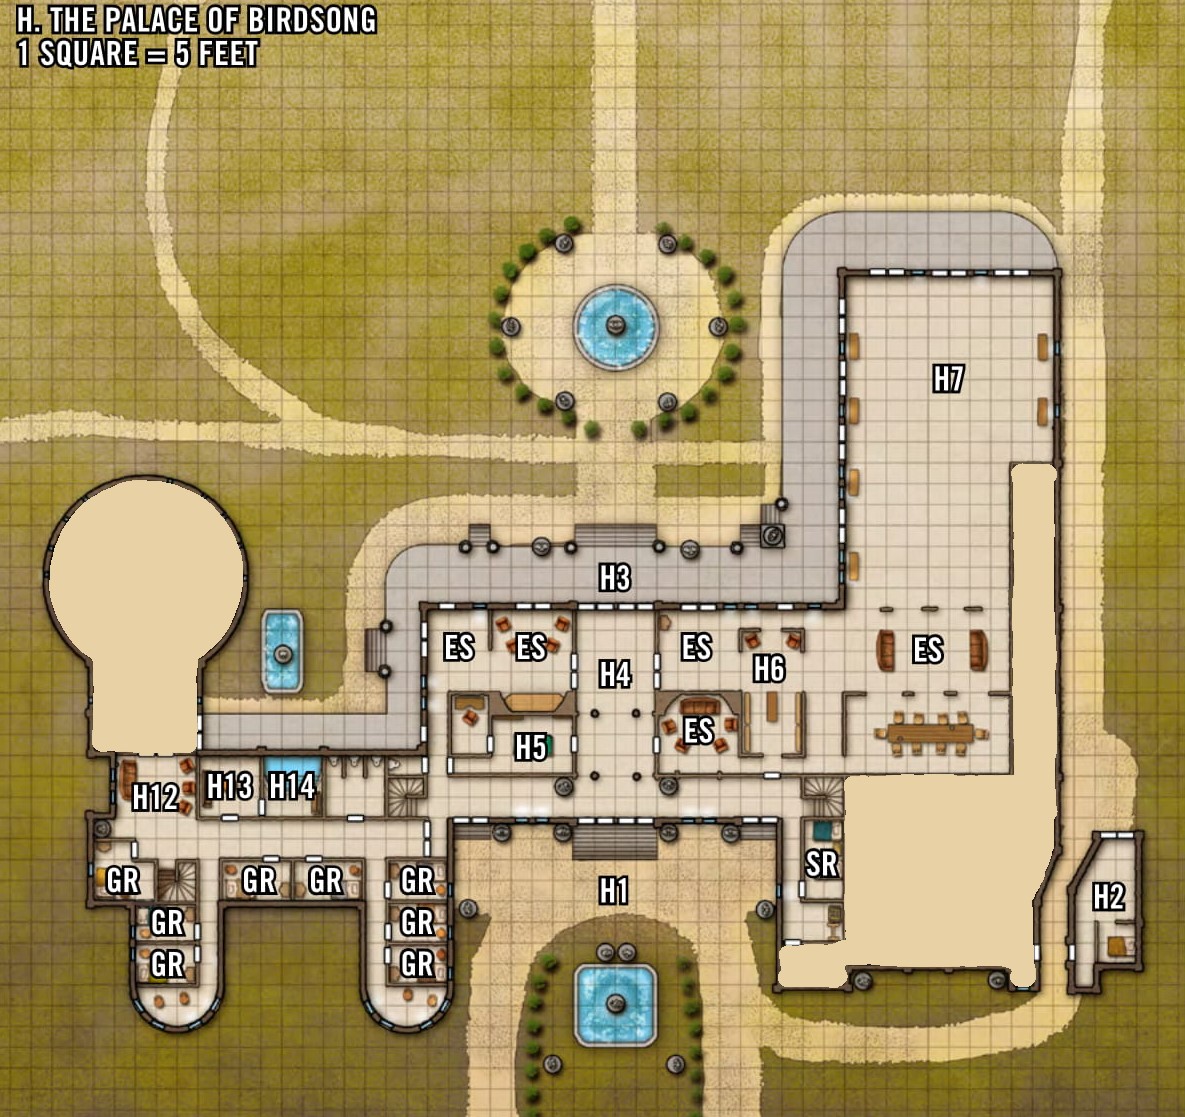 H. THE PALACE OF BIRDSONG
1 SQUARE = 5 FEET
H7
H3
ES
ES
ES
ES
H4
H6
ES
H5
H12
H13
H14
SR
GR
GR
GR
GR
H1
H2
GR
GR
GR
GR